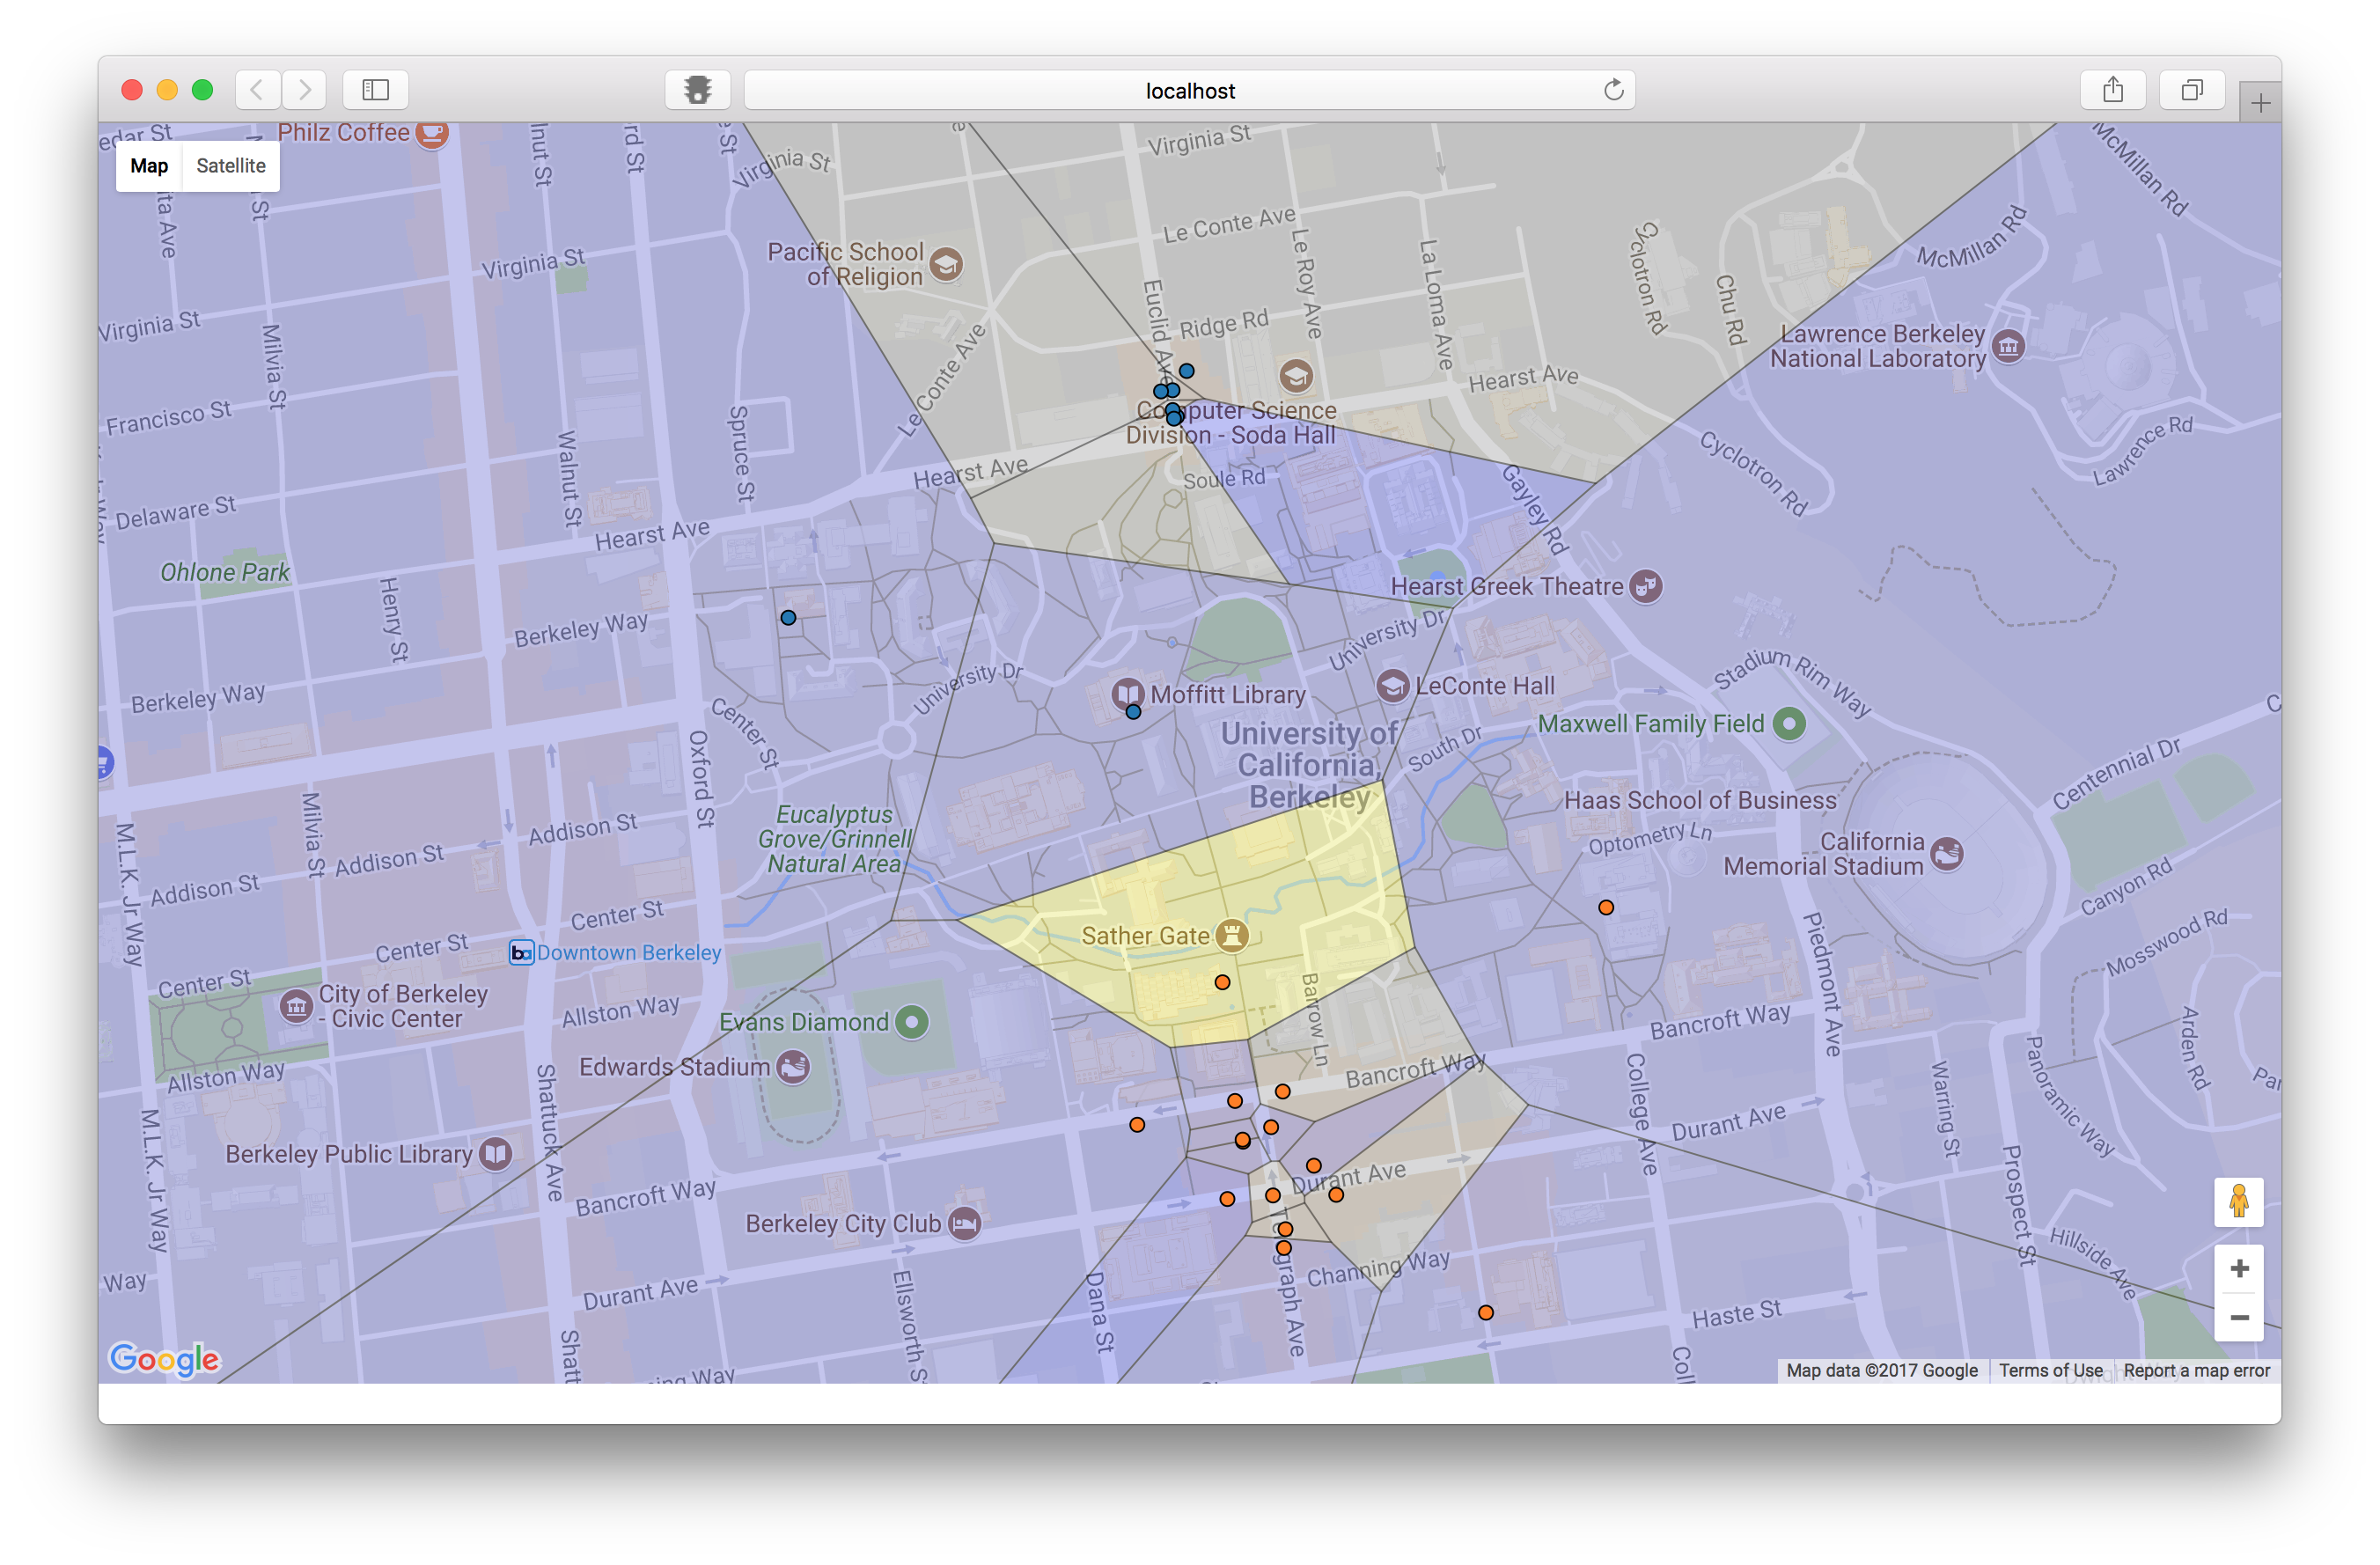 localhost
Map Satellite
Philz Coffee
Virginia St
Virginia St
McMillan Rd
Le Conte Ave
Le Roy Ave
La Loma Ave
Cyclotron Rd
Chu Rd
McMillan Rd
Pacific School
of Religion
Virginia St
Virginia St
Milvia St
Euclid Ave
Ridge Rd
Hearst Ave
Lawrence Berkeley
National Laboratory
Francisco St
Spruce St
Walnut St
Le Conte Ave
Computer Science
Division - Soda Hall
Lawrence Rd
Cyclotron Rd
Gayley Rd
Hearst Ave
Soule Rd
Delaware St
Hearst Ave
Ohlone Park
Henry St
Berkeley Way
Hearst Greek Theatre
University Dr
Stadium Rim Way
Berkeley Way
University Dr
Moffitt Library
LeConte Hall
Maxwell Family Field
Center St
Oxford St
University of
California,
Berkeley
South Dr
Centennial Dr
Milvia St
Addison St
Eucalyptus
Grove/Grinnell
Natural Area
Haas School of Business
Optometry Ln
California
Memorial Stadium
Addison St
Addison St
M.L.K. Jr Way
Center St
Center St
Canyon Rd
Mosswood Rd
Sather Gate
Downtown Berkeley
Center St
City of Berkeley
- Civic Center
Allston Way
Evans Diamond
Barrow Ln
Piedmont Ave
Bancroft Way
Arden Rd
Edwards Stadium
Allston Way
Bancroft Way
College Ave
Warring St
Panoramic Way
Shattuck Ave
M.L.K. Jr Way
Durant Ave
Berkeley Public Library
Durant Ave
Prospect St
Bancroft Way
Berkeley City Club
Telegraph Ave
Hillside Ave
Way
Durant Ave
Ellsworth S
Dana St
Channing Way
Haste St
Google
Map data ©2017 Google Terms of Use Report a map error